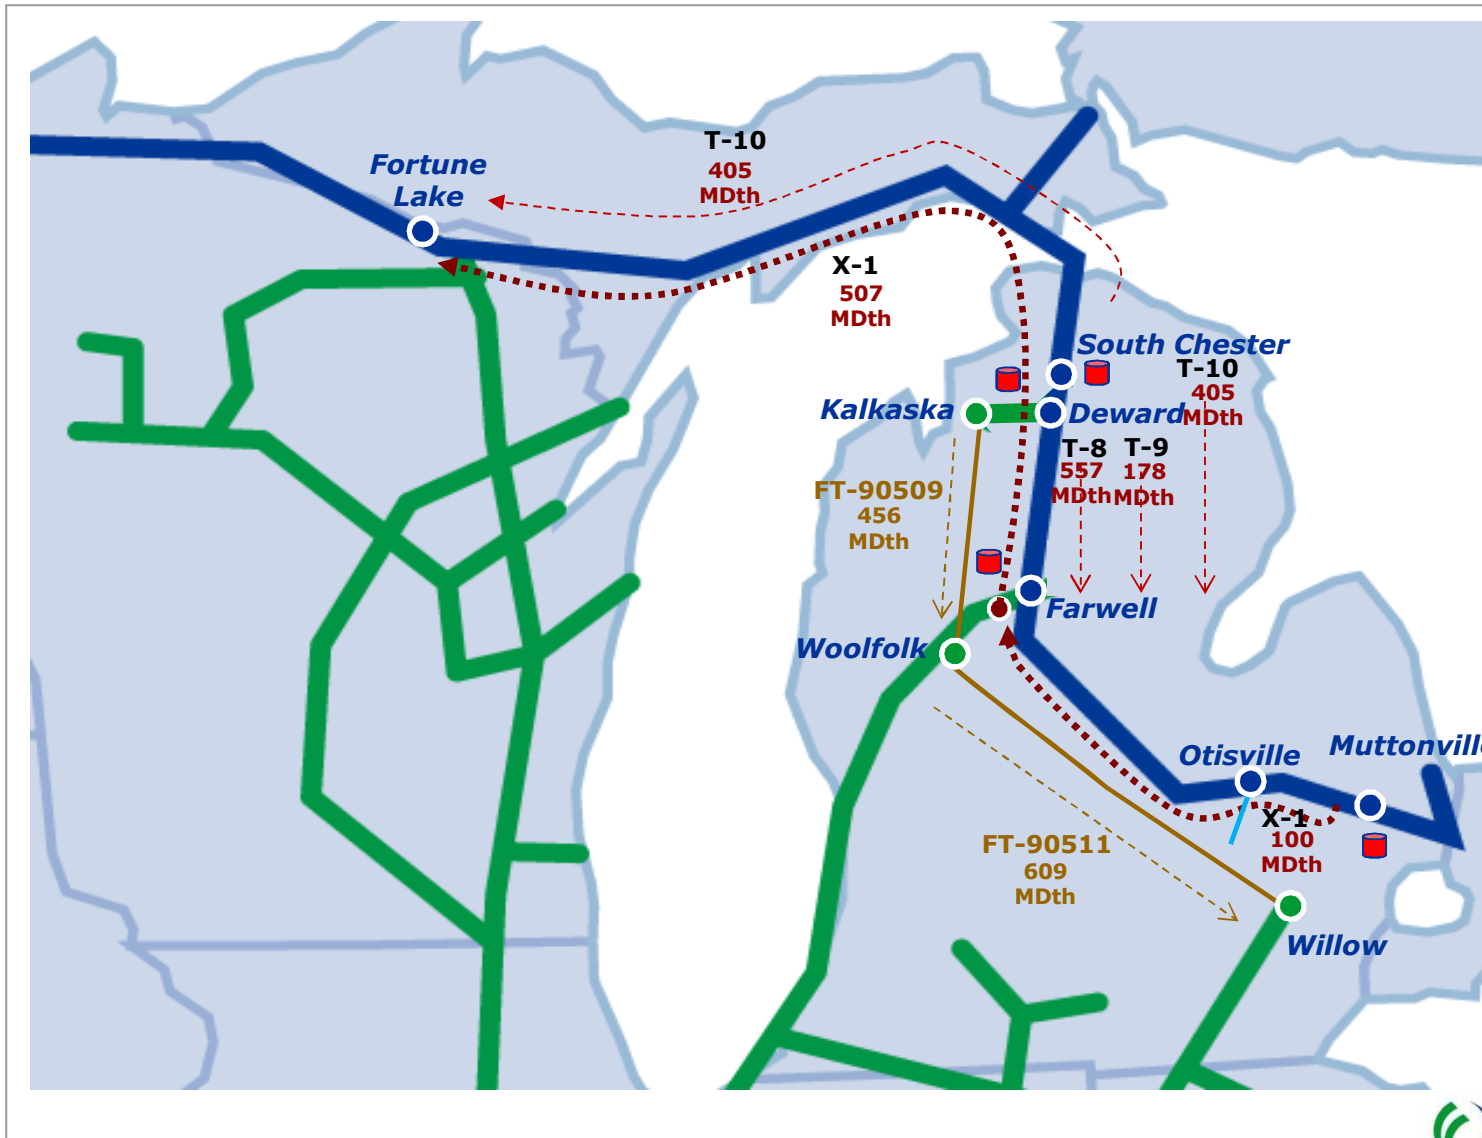 T-10
405
MDth
Fortune
Lake
X-1
507
MDth
South Chester
T-10
405
MDth
Kalkaska
Deward
T-8
557
MDth
T-9
178
MDth
FT-90509
456
MDth
Farwell
Woolfolk
Otisville
Muttonville
X-1
100
MDth
FT-90511
609
MDth
Willow